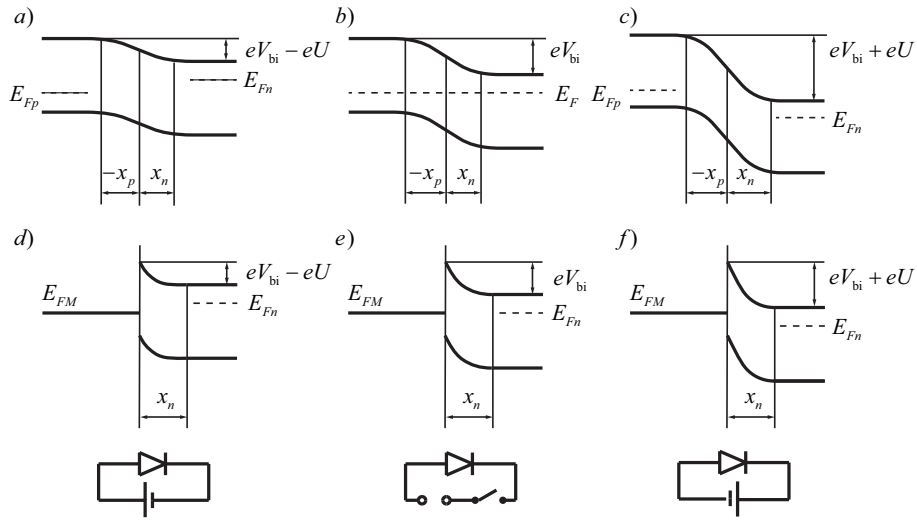 a)
eV_bi − eU
E_Fp
E_Fn
−x_p
x_n
b)
eV_bi
E_F
−x_p
x_n
c)
eV_bi + eU
E_Fp
E_Fn
−x_p
x_n
d)
eV_bi − eU
E_FM
E_Fn
x_n
e)
eV_bi
E_FM
E_Fn
x_n
f)
eV_bi + eU
E_FM
E_Fn
x_n